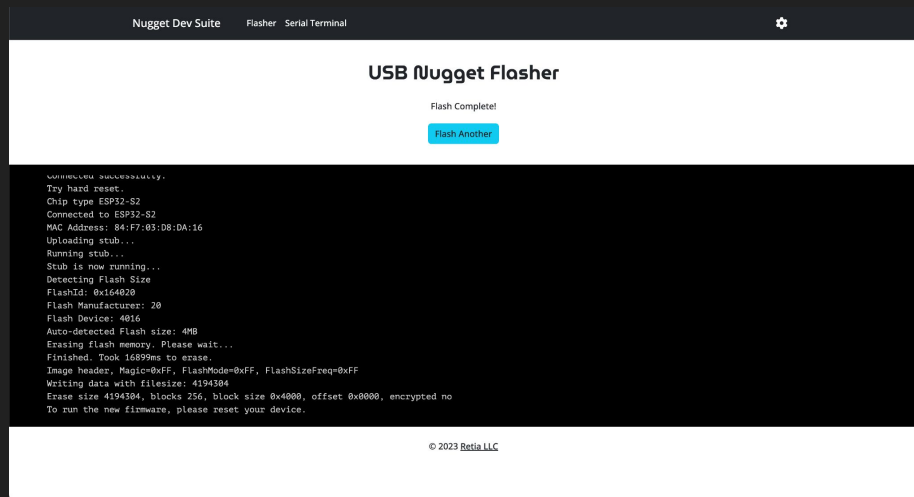 Nugget Dev Suite Flasher Serial Terminal
USB Nugget Flasher
Flash Complete!
Flash Another
Connected successfully.
Try hard reset.
Chip type ESP32-S2
Connected to ESP32-S2
MAC Address: 84:F7:03:D8:DA:16
Uploading stub...
Running stub...
Stub is now running...
Detecting Flash Size
FlashId: 0x164020
Flash Manufacturer: 20
Flash Device: 4016
Auto-detected Flash size: 4MB
Erasing flash memory. Please wait...
Finished. Took 16899ms to erase.
Image header, Magic=0xFF, FlashMode=0xFF, FlashSizeFreq=0xFF
Writing data with filesize: 4194304
Erase size 4194304, blocks 256, block size 0x4000, offset 0x0000, encrypted no
To run the new firmware, please reset your device.
© 2023 Retia LLC